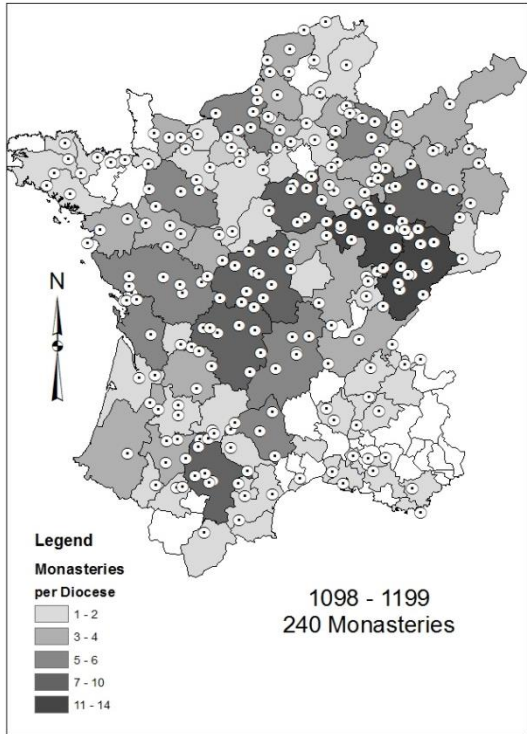 N
Legend
Monasteries
per Diocese
1 - 2
3 - 4
5 - 6
7 - 10
11 - 14
1098 - 1199
240 Monasteries